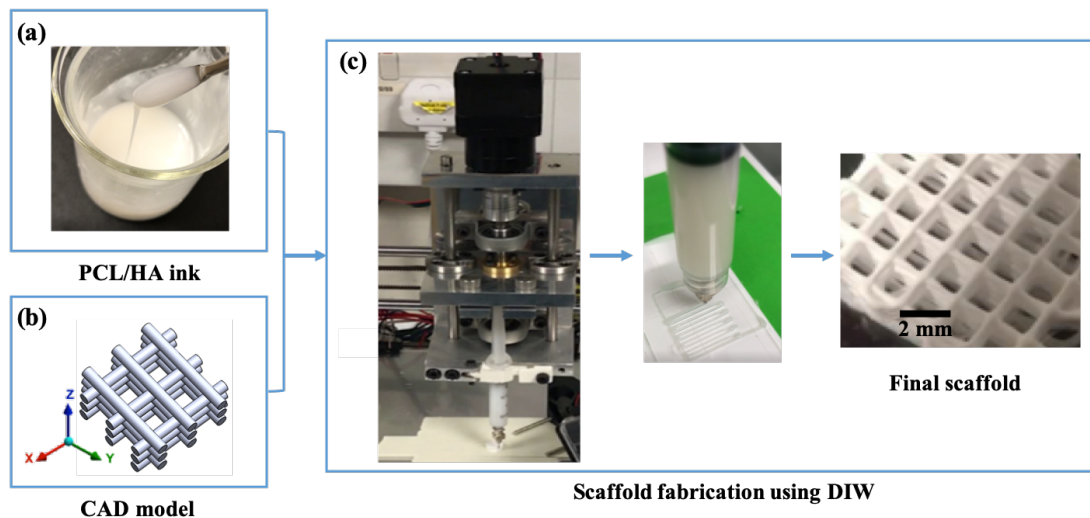 (a)
PCL/HA ink
(b)
Z
X
Y
CAD model
(c)
2 mm
Final scaffold
Scaffold fabrication using DIW